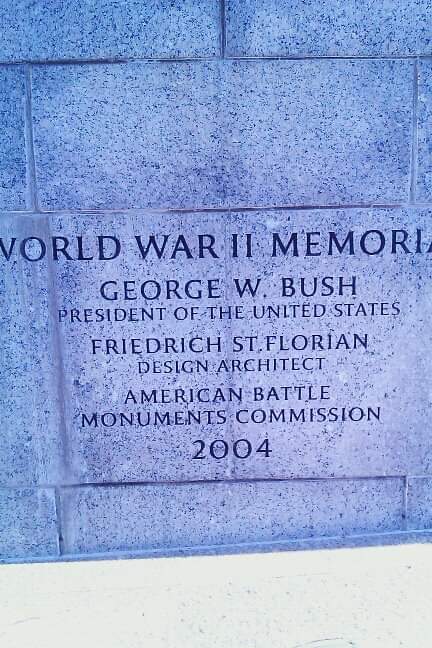 WORLD WAR II MEMORIA
GEORGE W. BUSH
PRESIDENT OF THE UNITED STATES
FRIEDRICH ST.FLORIAN
DESIGN ARCHITECT
AMERICAN BATTLE
MONUMENTS COMMISSION
2004